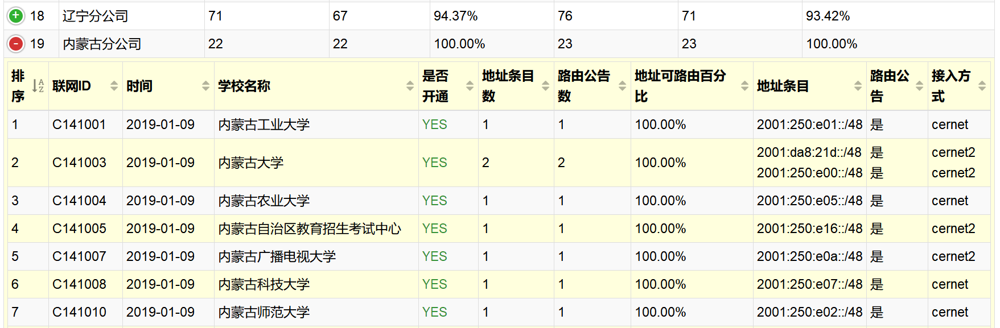 18 辽宁分公司 71 67 94.37% 76 71 93.42%
19 内蒙古分公司 22 22 100.00% 23 23 100.00%
排序 联网ID 时间 学校名称 是否开通 地址条目数 路由公告数 地址可路由百分比 地址条目 路由公告 接入方式
1 C141001 2019-01-09 内蒙古工业大学 YES 1 1 100.00% 2001:250:e01::/48 是 cernet
2 C141003 2019-01-09 内蒙古大学 YES 2 2 100.00% 2001:da8:21d::/48 是 cernet2
2001:250:e00::/48 是 cernet2
3 C141004 2019-01-09 内蒙古农业大学 YES 1 1 100.00% 2001:250:e05::/48 是 cernet
4 C141005 2019-01-09 内蒙古自治区教育招生考试中心 YES 1 1 100.00% 2001:250:e16::/48 是 cernet2
5 C141007 2019-01-09 内蒙古广播电视大学 YES 1 1 100.00% 2001:250:e0a::/48 是 cernet2
6 C141008 2019-01-09 内蒙古科技大学 YES 1 1 100.00% 2001:250:e07::/48 是 cernet
7 C141010 2019-01-09 内蒙古师范大学 YES 1 1 100.00% 2001:250:e02::/48 是 cernet